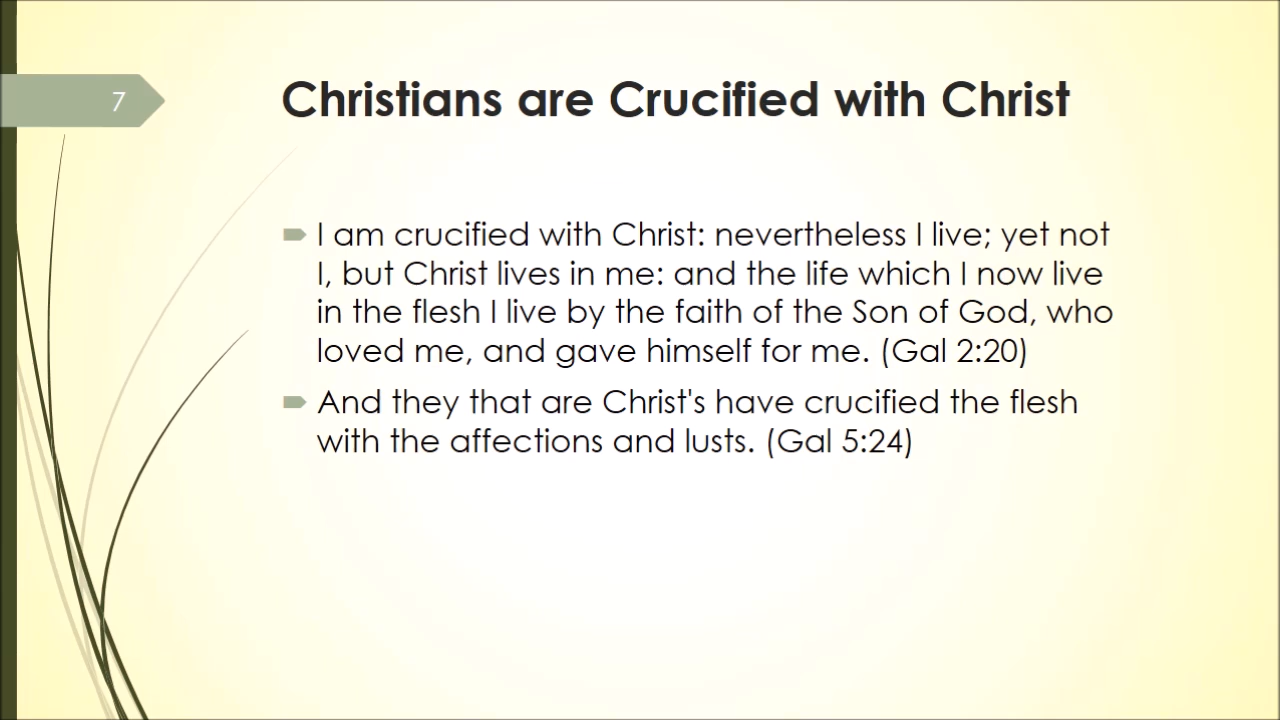 7
Christians are Crucified with Christ
I am crucified with Christ: nevertheless I live; yet not
I, but Christ lives in me: and the life which I now live
in the flesh I live by the faith of the Son of God, who
loved me, and gave himself for me. (Gal 2:20)
And they that are Christ's have crucified the flesh
with the affections and lusts. (Gal 5:24)